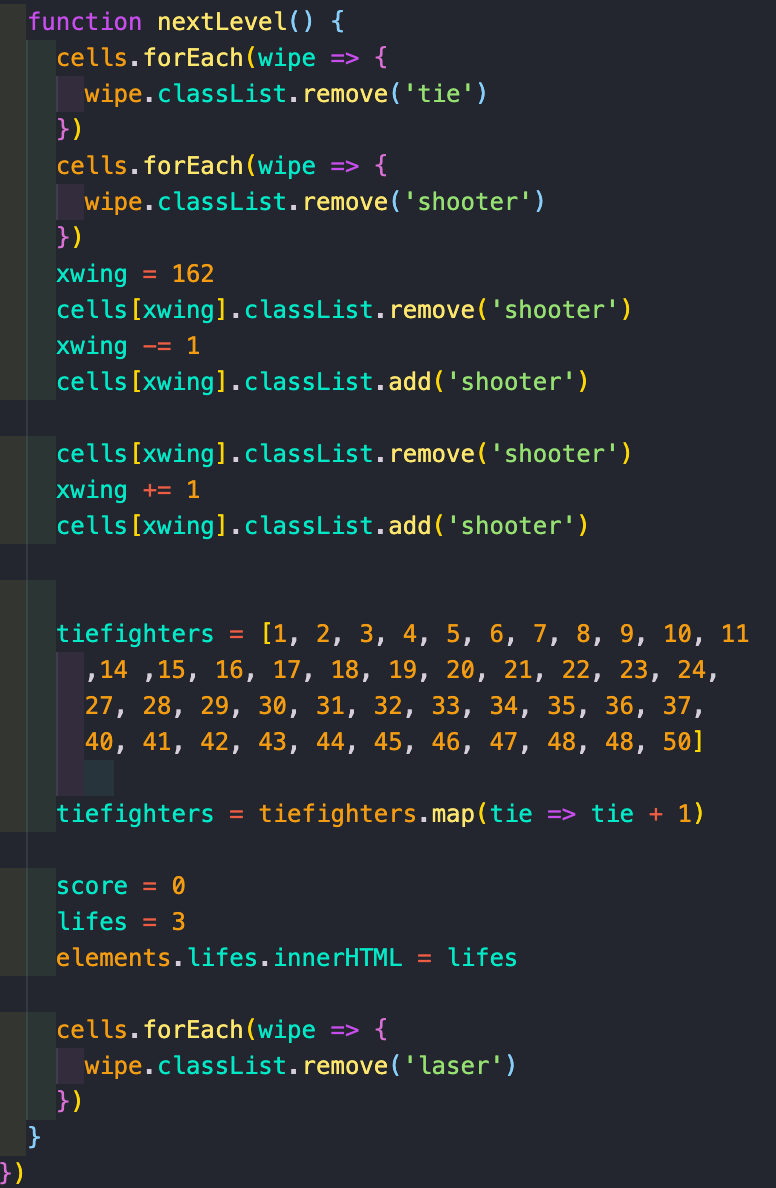 function nextLevel() {
cells.forEach(wipe => {
wipe.classList.remove('tie')
})
cells.forEach(wipe => {
wipe.classList.remove('shooter')
})
xwing = 162
cells[xwing].classList.remove('shooter')
xwing -= 1
cells[xwing].classList.add('shooter')
cells[xwing].classList.remove('shooter')
xwing += 1
cells[xwing].classList.add('shooter')
tiefighters = [1, 2, 3, 4, 5, 6, 7, 8, 9, 10, 11
,14 ,15, 16, 17, 18, 19, 20, 21, 22, 23, 24,
27, 28, 29, 30, 31, 32, 33, 34, 35, 36, 37,
40, 41, 42, 43, 44, 45, 46, 47, 48, 48, 50]
tiefighters = tiefighters.map(tie => tie + 1)
score = 0
lifes = 3
elements.lifes.innerHTML = lifes
cells.forEach(wipe => {
wipe.classList.remove('laser')
})
}
})